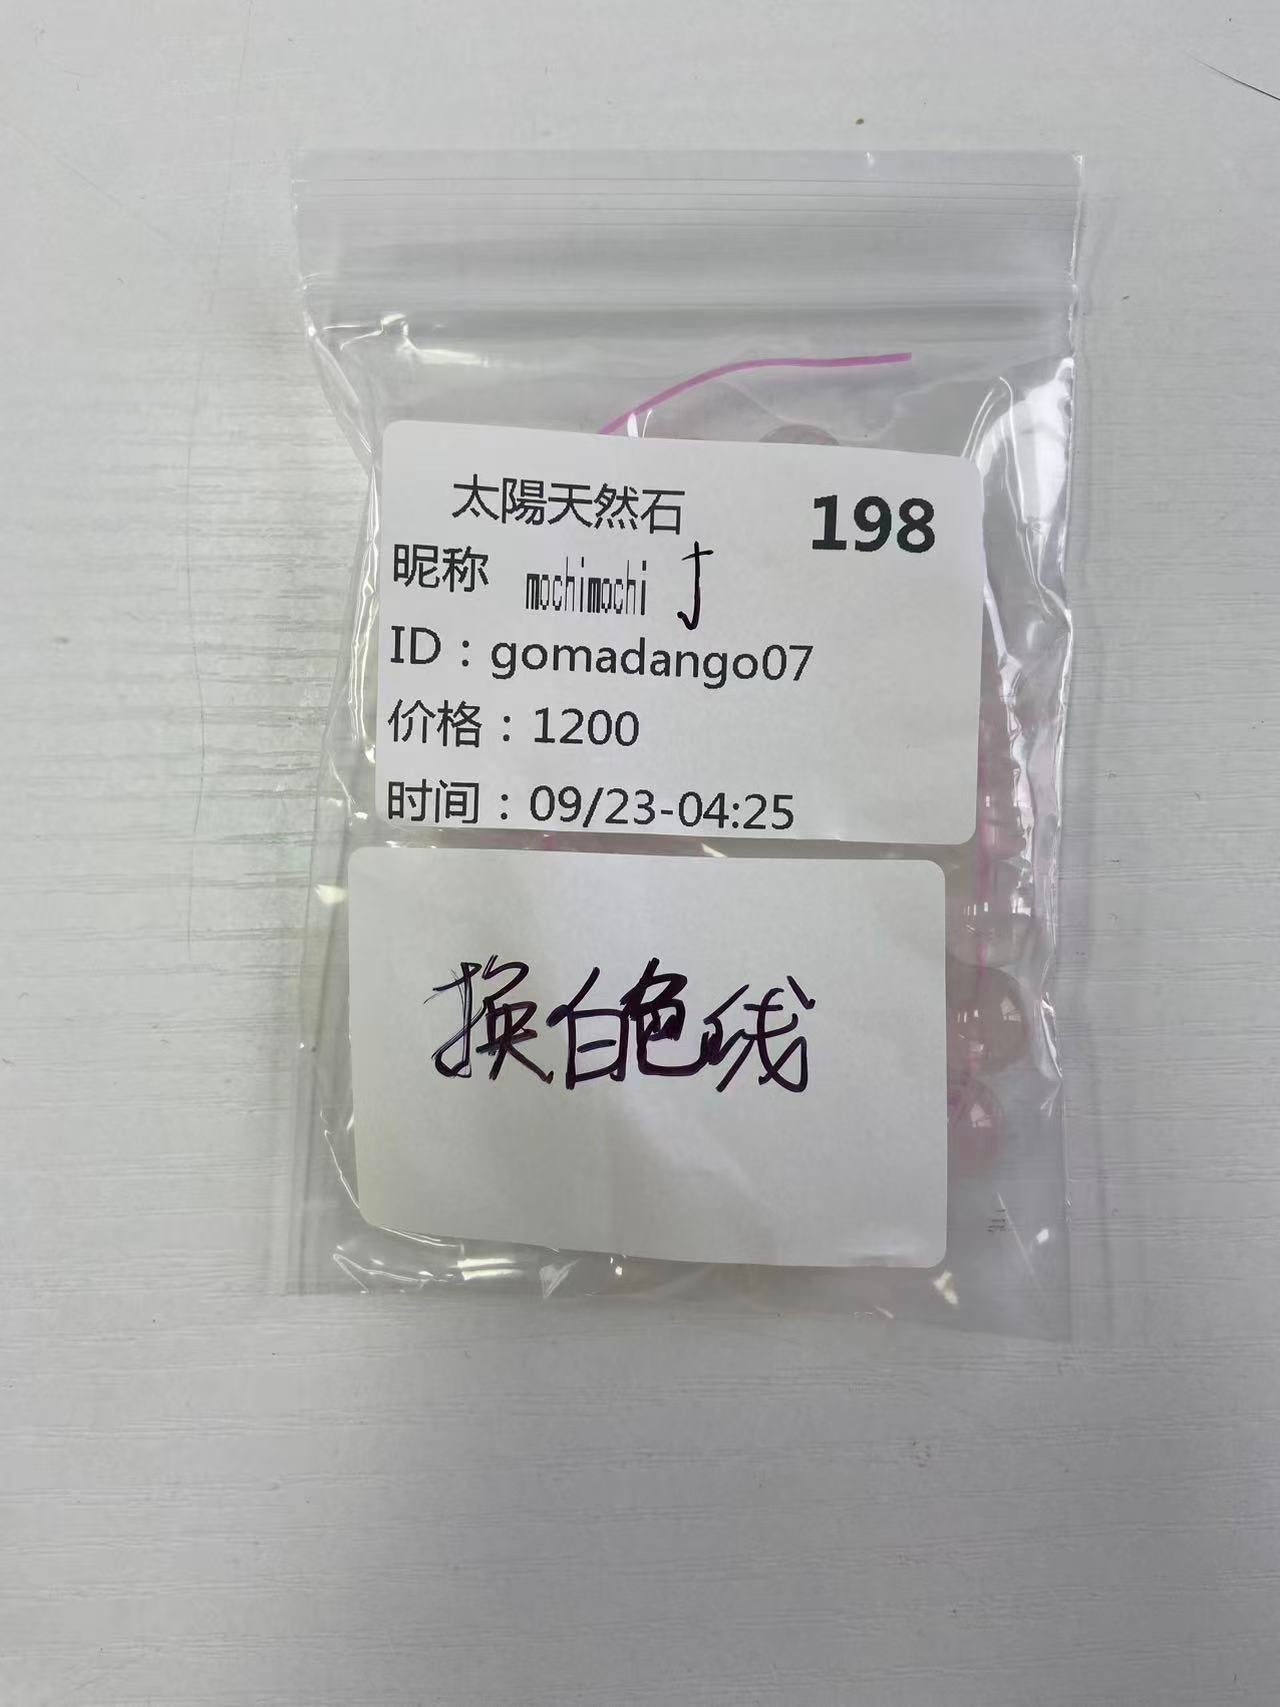 太陽天然石 198
昵称 mochimochi J
ID：gomadango07
价格：1200
时间：09/23-04:25
换白色线